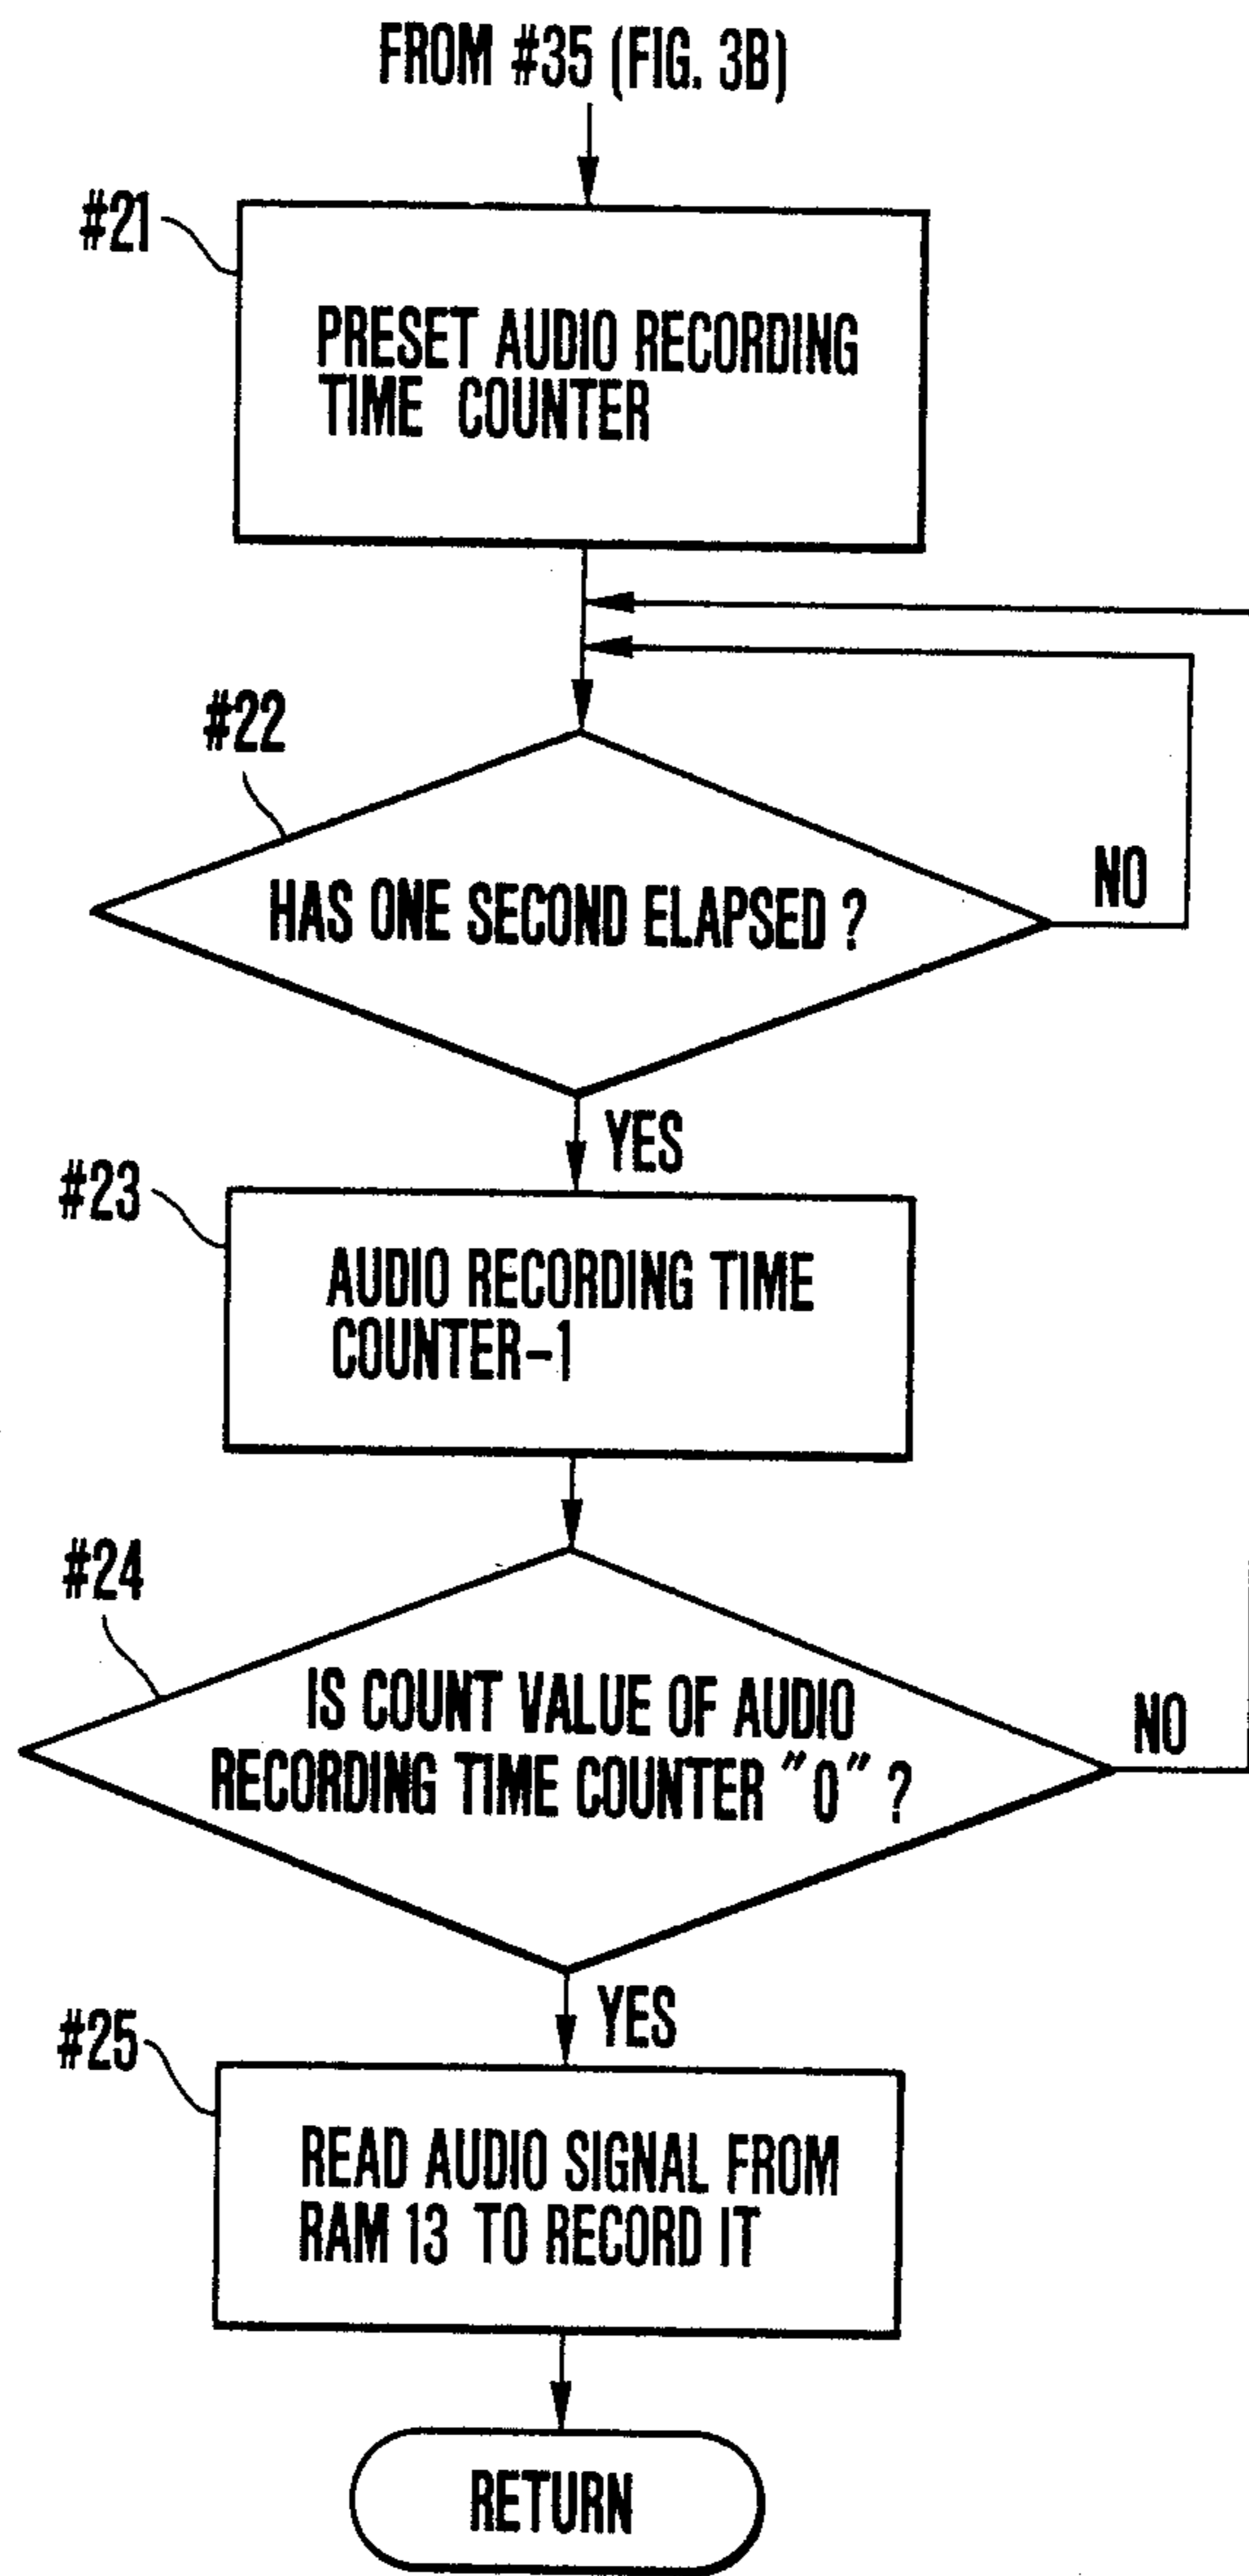 FROM #35 (FIG. 3B)
#21
PRESET AUDIO RECORDING
TIME COUNTER
#22
HAS ONE SECOND ELAPSED ?
NO
YES
#23
AUDIO RECORDING TIME
COUNTER-1
#24
IS COUNT VALUE OF AUDIO
RECORDING TIME COUNTER "0" ?
NO
YES
#25
READ AUDIO SIGNAL FROM
RAM 13 TO RECORD IT
RETURN